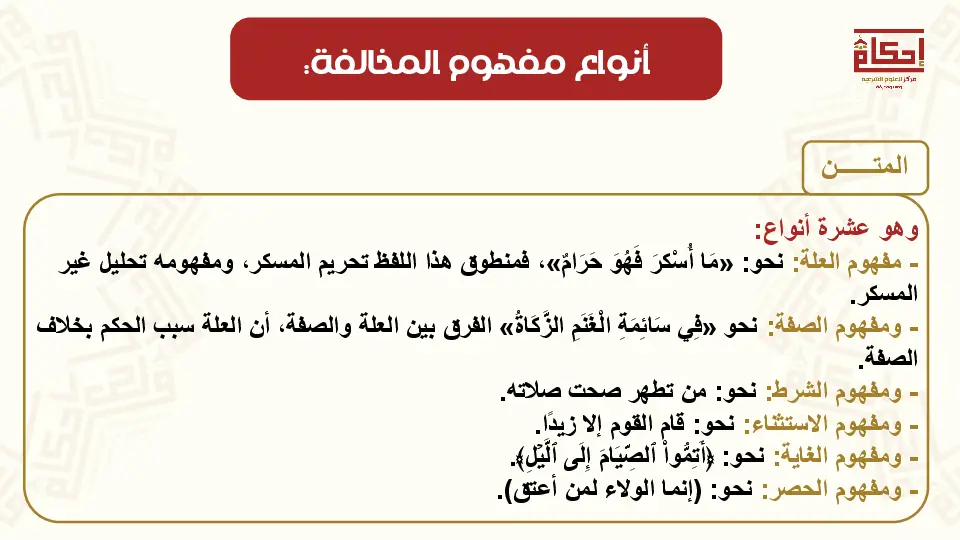 أنواع مفهوم المخالفة:
إحكام
مركز العلوم الشرعية
المتـــــن
وهو عشرة أنواع:
- مفهوم العلة: نحو: «مَا أُسْكرَ فَهُوَ حَرَامٌ»، فمنطوق هذا اللفظ تحريم المسكر، ومفهومه تحليل غير
المسكر.
- ومفهوم الصفة: نحو «فِي سَائِمَةِ الْغَنَمِ الزَّكَاةُ» الفرق بين العلة والصفة، أن العلة سبب الحكم بخلاف
الصفة.
- ومفهوم الشرط: نحو: من تطهر صحت صلاته.
- ومفهوم الاستثناء: نحو: قام القوم إلا زيدًا.
- ومفهوم الغاية: نحو: ﴿أَتِمُّواْ ٱلصِّيَامَ إِلَى ٱلَّيۡلِ﴾.
- ومفهوم الحصر: نحو: (إنما الولاء لمن أعتق).